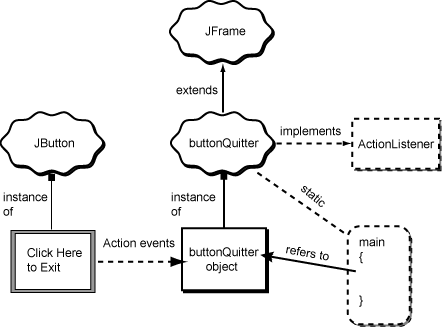 JFrame
extends
JButton
buttonQuitter
implements
ActionListener
instance
of
instance
of
static
Click Here
to Exit
Action events
buttonQuitter
object
refers to
main
{
}